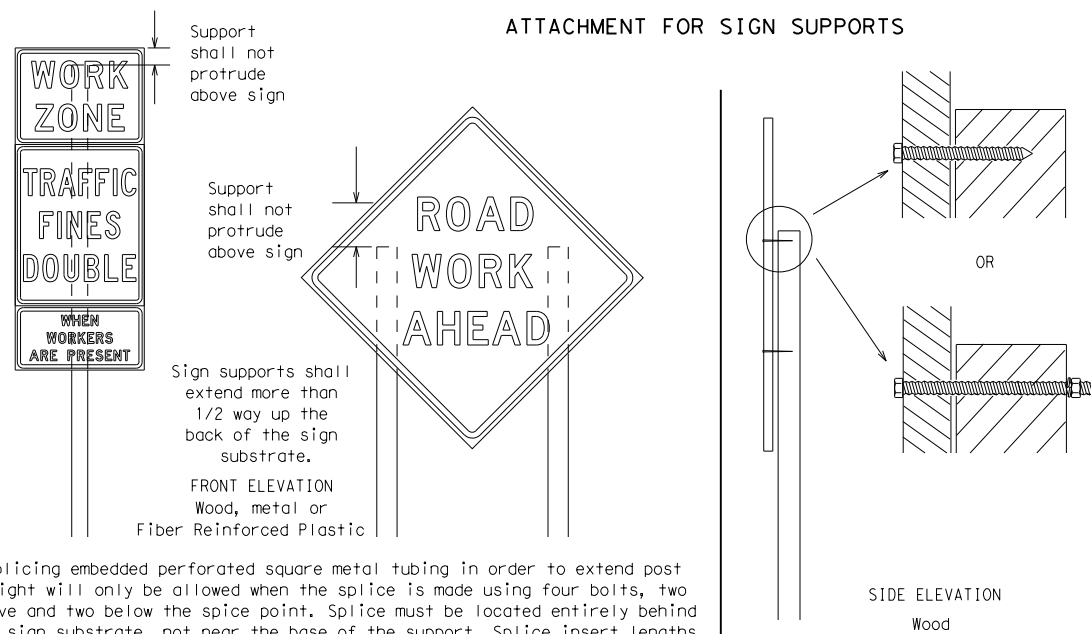 ATTACHMENT FOR SIGN SUPPORTS
Support
shall not
protrude
above sign
WORK
ZONE
TRAFFIC
FINES
DOUBLE
WHEN
WORKERS
ARE PRESENT
Support
shall not
protrude
above sign
ROAD
WORK
AHEAD
Sign supports shall
extend more than
1/2 way up the
back of the sign
substrate.
FRONT ELEVATION
Wood, metal or
Fiber Reinforced Plastic
OR
SIDE ELEVATION
Wood
embedded perforated square metal tubing in order to extend post
will only be allowed when the splice is made using four bolts, two
and two below the spice point. Splice must be located entirely behind
sign substrate, not near the base of the support. Splice insert lengths